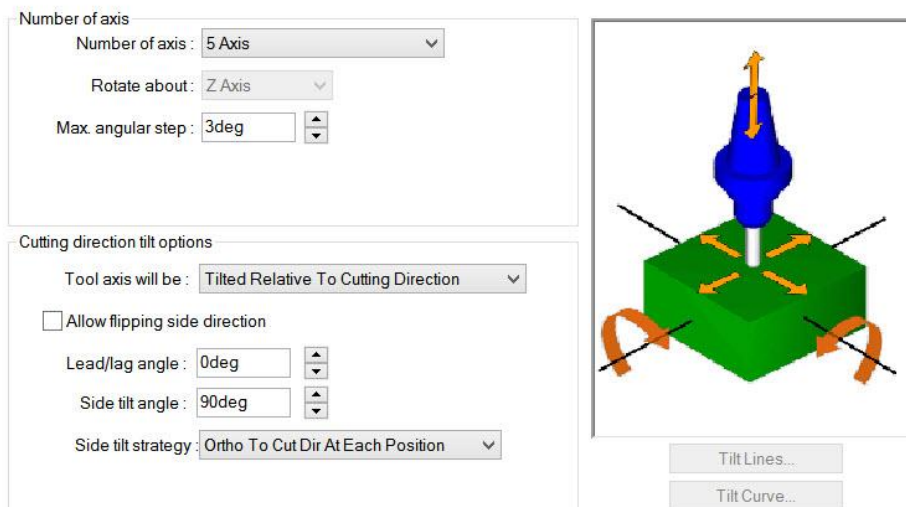 Number of axis
Number of axis : 5 Axis
Rotate about : Z Axis
Max. angular step : 3deg
Cutting direction tilt options
Tool axis will be : Tilted Relative To Cutting Direction
Allow flipping side direction
Lead/lag angle : 0deg
Side tilt angle : 90deg
Side tilt strategy : Ortho To Cut Dir At Each Position
Tilt Lines...
Tilt Curve...